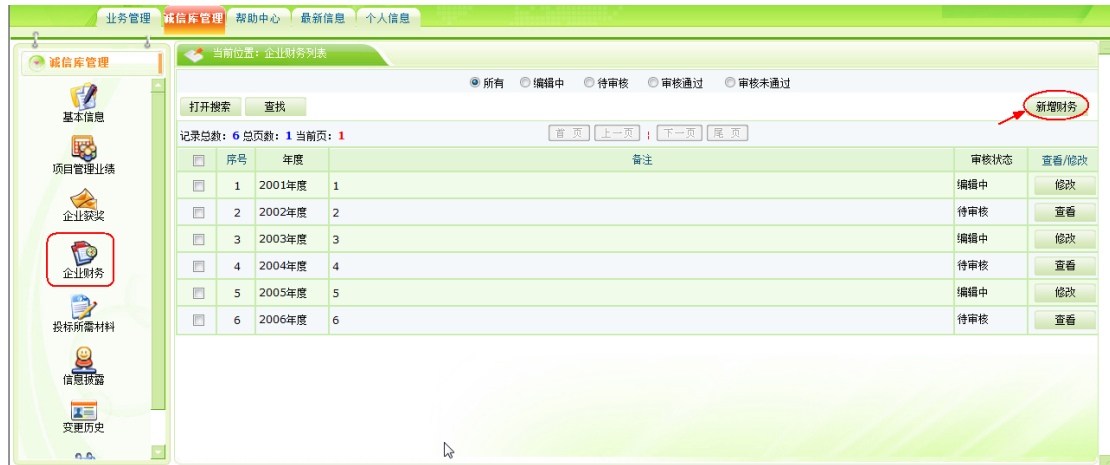 业务管理 诚信库管理 帮助中心 最新信息 个人信息
诚信库管理
基本信息
项目管理业绩
企业获奖
企业财务
投标所需材料
信息披露
变更历史
当前位置：企业财务列表
所有 编辑中 待审核 审核通过 审核未通过
打开搜索 查找 新增财务
记录总数：6 总页数：1 当前页：1 首 页 上一页 下一页 尾 页
序号 年度 备注 审核状态 查看/修改
1 2001年度 1 编辑中 修改
2 2002年度 2 待审核 查看
3 2003年度 3 编辑中 修改
4 2004年度 4 待审核 查看
5 2005年度 5 编辑中 修改
6 2006年度 6 待审核 查看